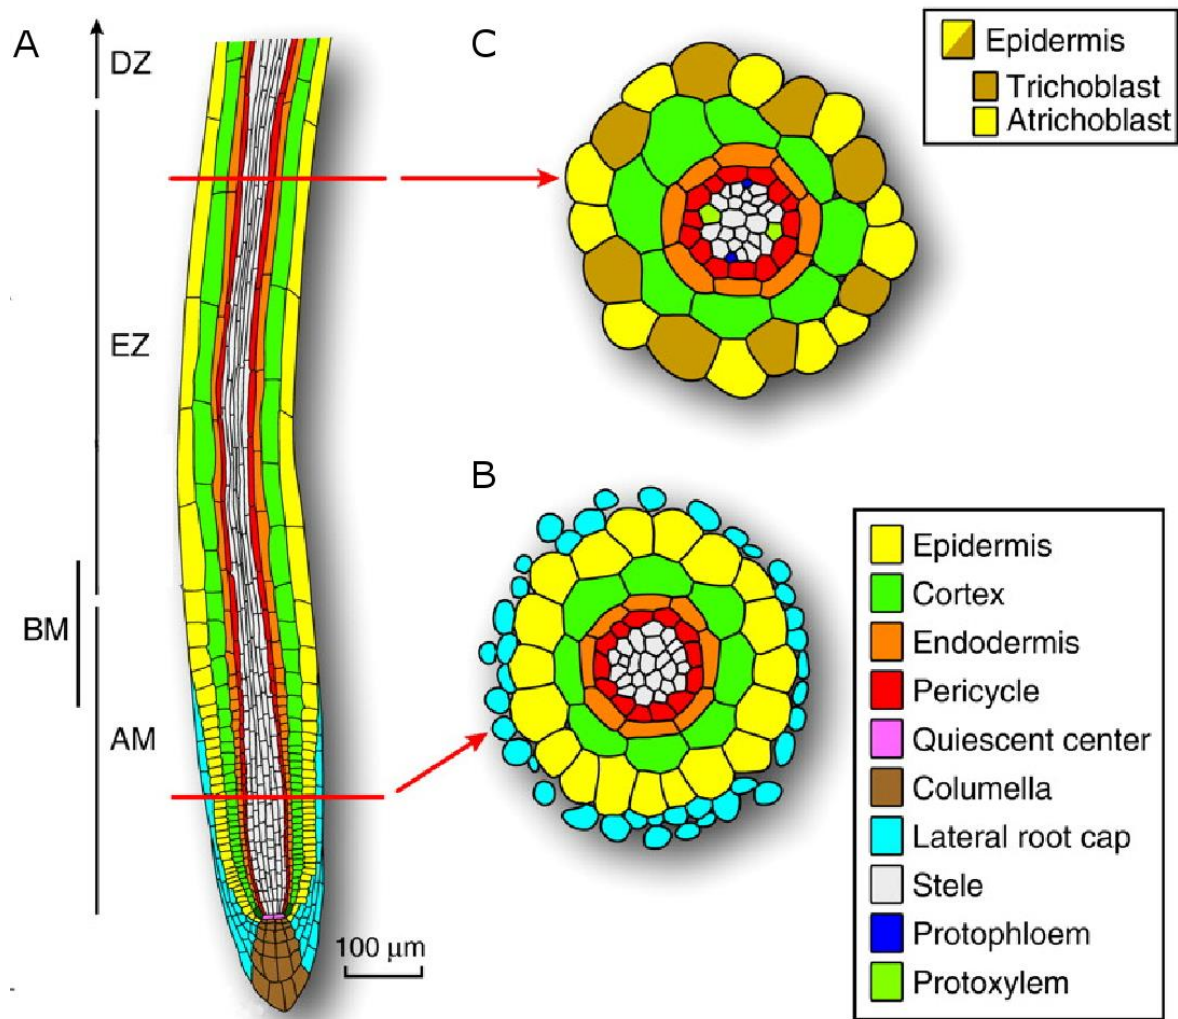 A
DZ
EZ
BM
AM
100 µm
C
B
Epidermis
Trichoblast
Atrichoblast
Epidermis
Cortex
Endodermis
Pericycle
Quiescent center
Columella
Lateral root cap
Stele
Protophloem
Protoxylem